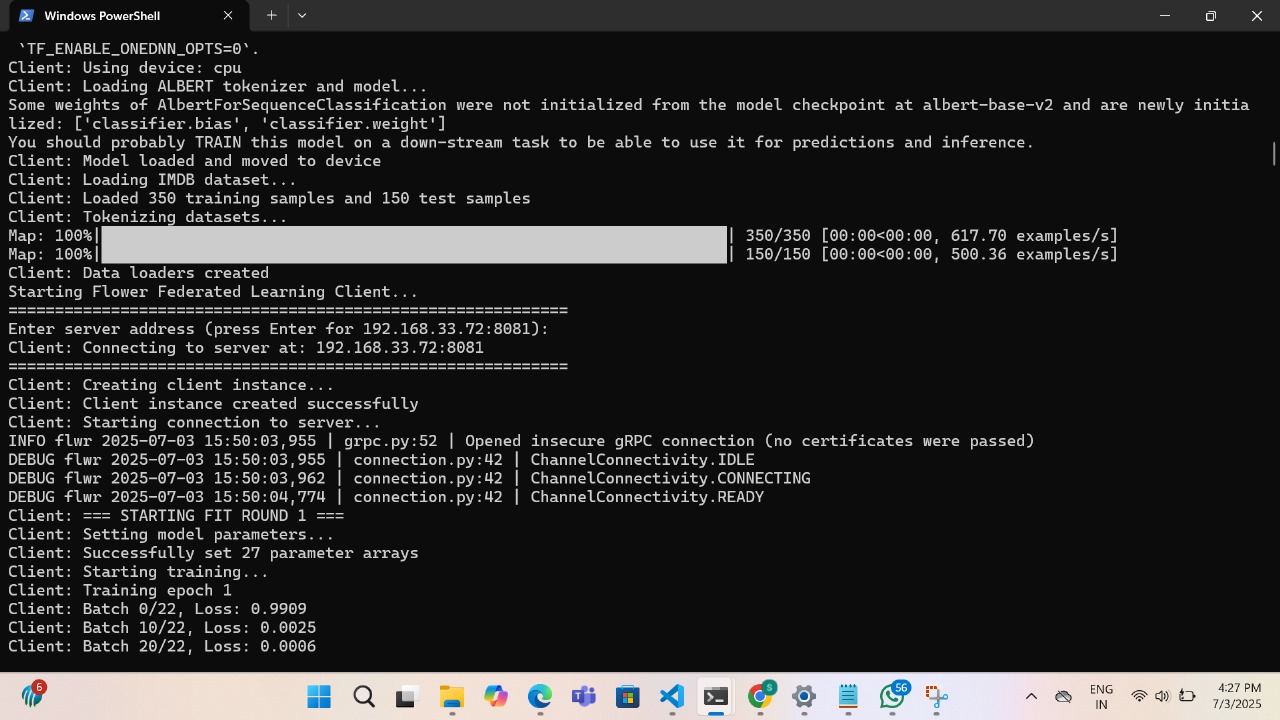 Windows PowerShell
`TF_ENABLE_ONEDNN_OPTS=0`.
Client: Using device: cpu
Client: Loading ALBERT tokenizer and model...
Some weights of AlbertForSequenceClassification were not initialized from the model checkpoint at albert-base-v2 and are newly initia
lized: ['classifier.bias', 'classifier.weight']
You should probably TRAIN this model on a down-stream task to be able to use it for predictions and inference.
Client: Model loaded and moved to device
Client: Loading IMDB dataset...
Client: Loaded 350 training samples and 150 test samples
Client: Tokenizing datasets...
Map: 100%| | 350/350 [00:00<00:00, 617.70 examples/s]
Map: 100%| | 150/150 [00:00<00:00, 500.36 examples/s]
Client: Data loaders created
Starting Flower Federated Learning Client...
============================================================
Enter server address (press Enter for 192.168.33.72:8081):
Client: Connecting to server at: 192.168.33.72:8081
============================================================
Client: Creating client instance...
Client: Client instance created successfully
Client: Starting connection to server...
INFO flwr 2025-07-03 15:50:03,955 | grpc.py:52 | Opened insecure gRPC connection (no certificates were passed)
DEBUG flwr 2025-07-03 15:50:03,955 | connection.py:42 | ChannelConnectivity.IDLE
DEBUG flwr 2025-07-03 15:50:03,962 | connection.py:42 | ChannelConnectivity.CONNECTING
DEBUG flwr 2025-07-03 15:50:04,774 | connection.py:42 | ChannelConnectivity.READY
Client: === STARTING FIT ROUND 1 ===
Client: Setting model parameters...
Client: Successfully set 27 parameter arrays
Client: Starting training...
Client: Training epoch 1
Client: Batch 0/22, Loss: 0.9909
Client: Batch 10/22, Loss: 0.0025
Client: Batch 20/22, Loss: 0.0006
6
S
56
ENG
IN
4:27 PM
7/3/2025